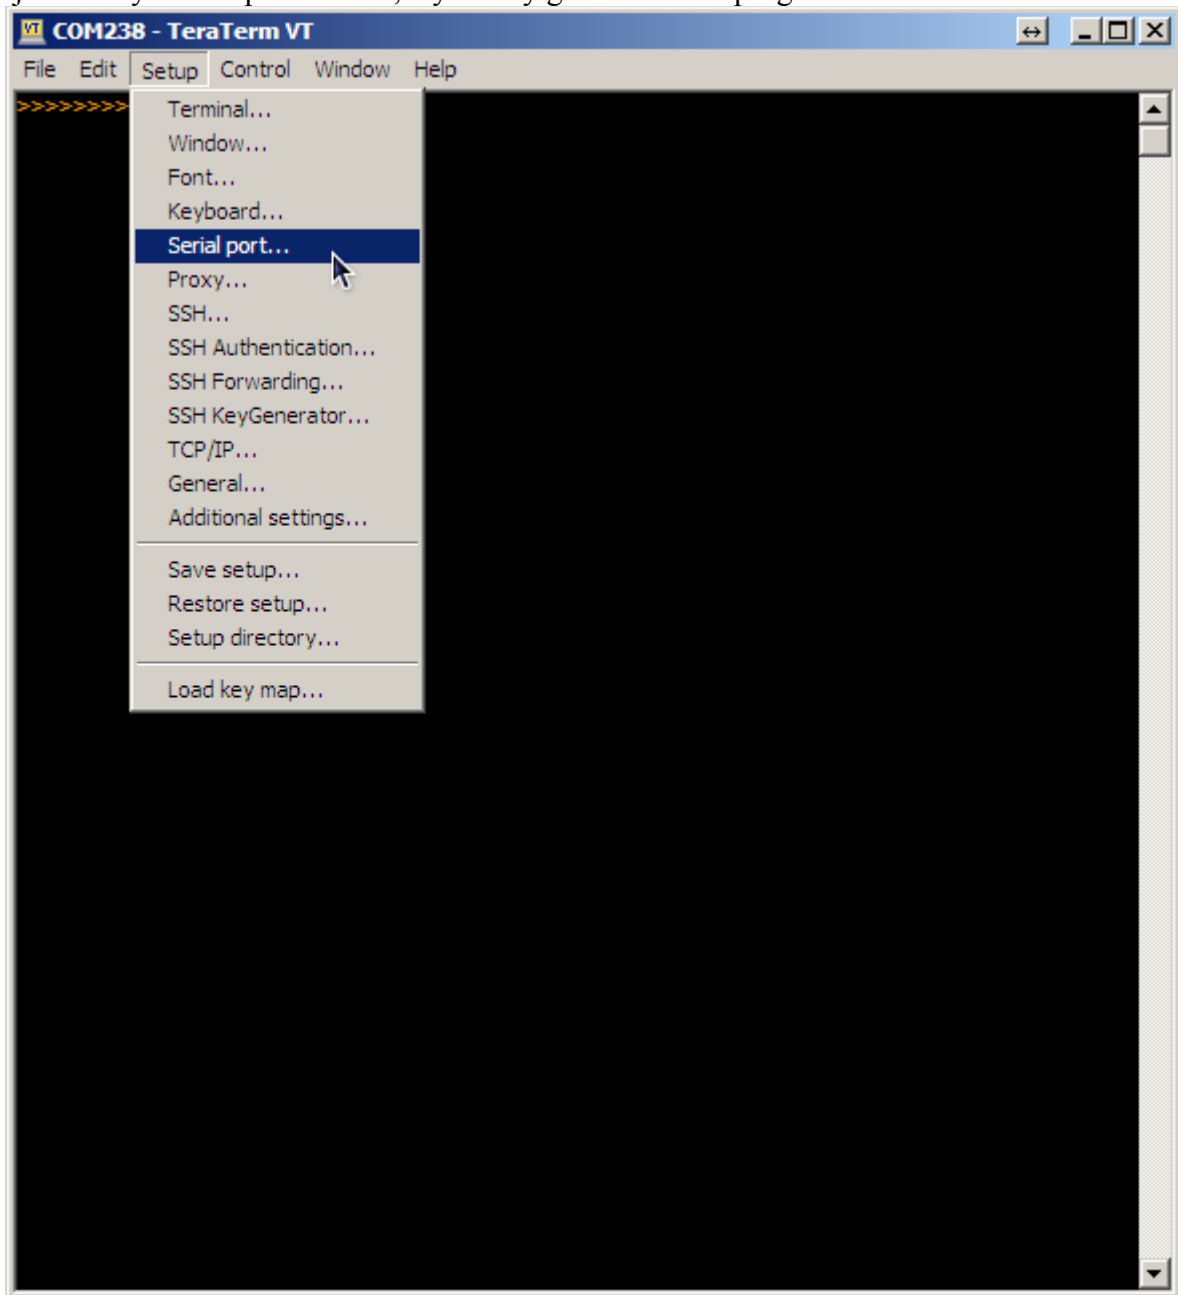 COM238 - TeraTerm VT
File Edit Setup Control Window Help
>>>>>>>>
Terminal...
Window...
Font...
Keyboard...
Serial port...
Proxy...
SSH...
SSH Authentication...
SSH Forwarding...
SSH KeyGenerator...
TCP/IP...
General...
Additional settings...
Save setup...
Restore setup...
Setup directory...
Load key map...